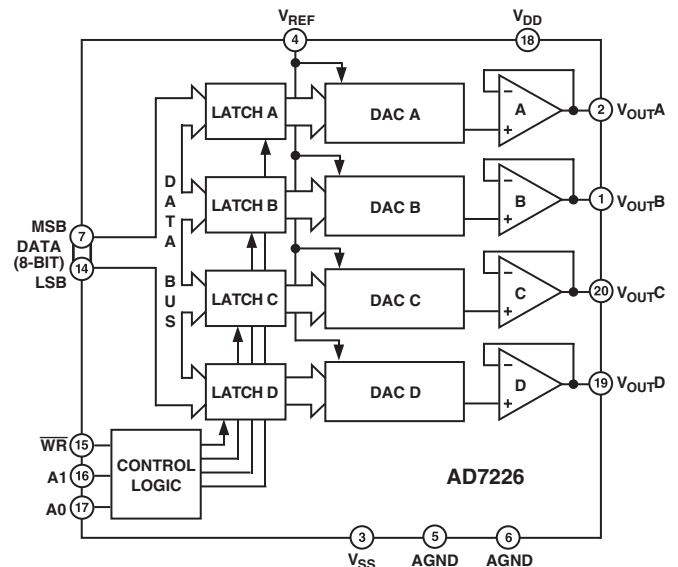 VREF
VDD
4
18
LATCH A
DAC A
A
2 VOUTA
LATCH B
DAC B
B
1 VOUTB
DATA BUS
MSB
7
DATA
(8-BIT)
14
LSB
LATCH C
DAC C
C
20 VOUTC
LATCH D
DAC D
D
19 VOUTD
− +
− +
− +
− +
WR 15
A1 16
A0 17
CONTROL
LOGIC
AD7226
3
5
6
VSS
AGND
AGND